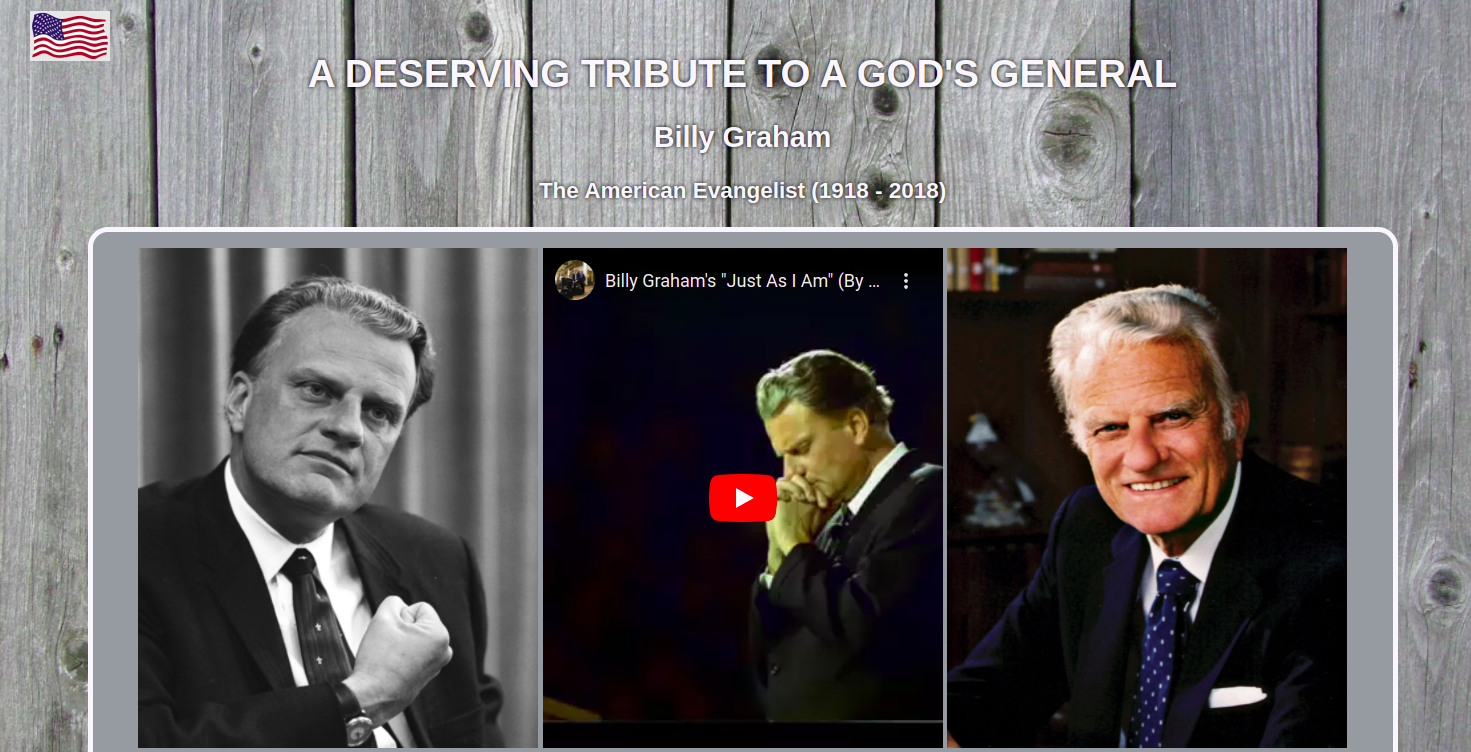 A DESERVING TRIBUTE TO A GOD'S GENERAL
Billy Graham
The American Evangelist (1918 - 2018)
Billy Graham's "Just As I Am" (By ...